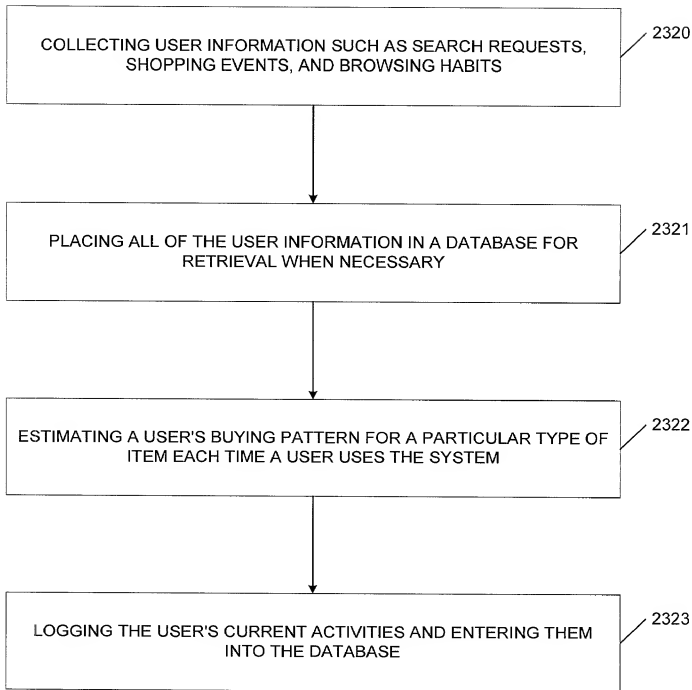 COLLECTING USER INFORMATION SUCH AS SEARCH REQUESTS,
SHOPPING EVENTS, AND BROWSING HABITS
2320
PLACING ALL OF THE USER INFORMATION IN A DATABASE FOR
RETRIEVAL WHEN NECESSARY
2321
ESTIMATING A USER'S BUYING PATTERN FOR A PARTICULAR TYPE OF
ITEM EACH TIME A USER USES THE SYSTEM
2322
LOGGING THE USER'S CURRENT ACTIVITIES AND ENTERING THEM
INTO THE DATABASE
2323